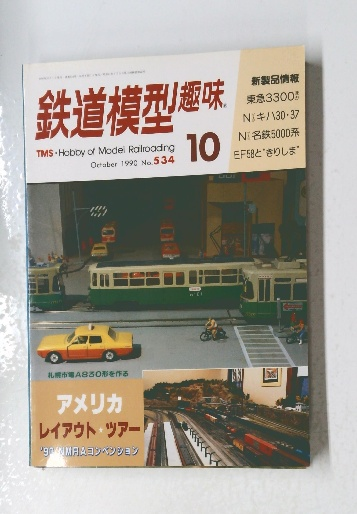 鉄道模型趣味
TMS・Hobby of Model Railroading
October 1990 No.534
10
新製品情報
東急3300
Nキハ30・37
N名鉄5000系
EF58と"きりしま"
札幌市電A830形を作る
アメリカ
レイアウト・ツアー
'90 NMRAコンベンション